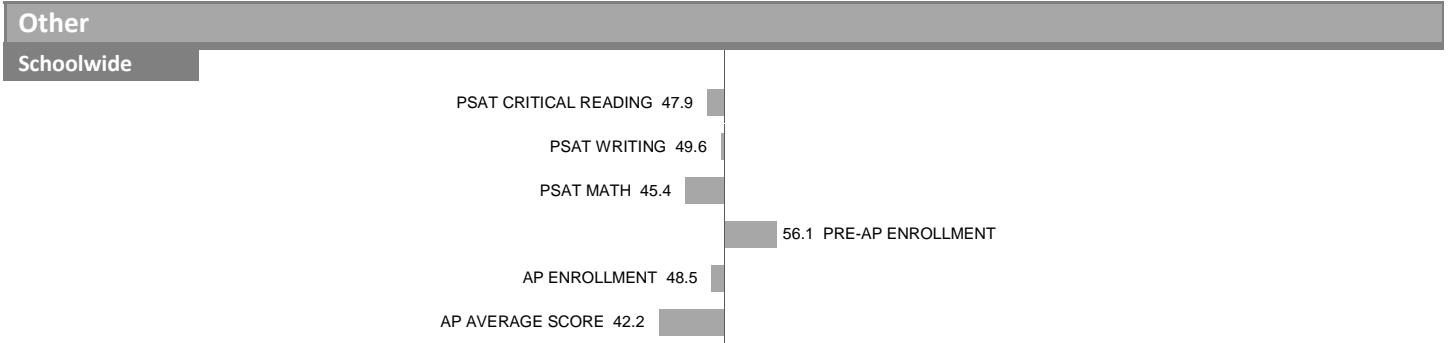 Other
Schoolwide
PSAT CRITICAL READING 47.9
PSAT WRITING 49.6
PSAT MATH 45.4
56.1 PRE-AP ENROLLMENT
AP ENROLLMENT 48.5
AP AVERAGE SCORE 42.2